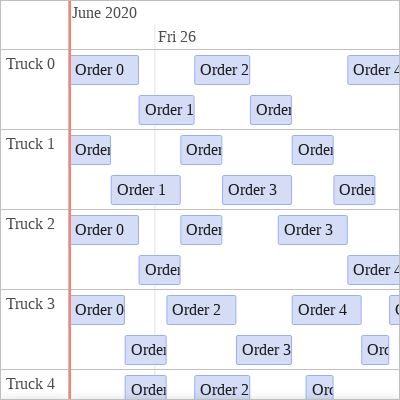 June 2020
Fri 26
Truck 0
Order 0
Order 2
Order 4
Order 1
Order
Truck 1
Order
Order
Order
Order 1
Order 3
Order
Truck 2
Order 0
Order
Order 3
Order
Order 4
Truck 3
Order 0
Order 2
Order 4
Order
Order 3
Ord
Truck 4
Order
Order 2
Ord